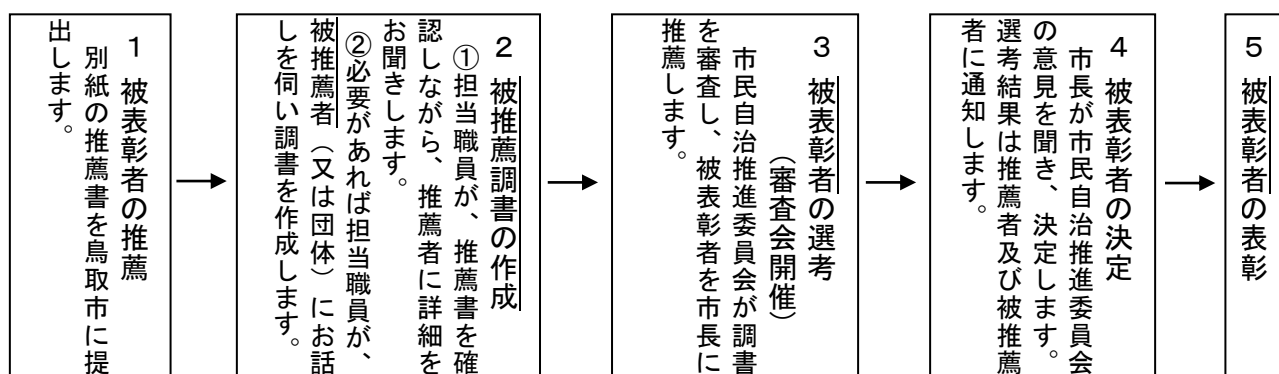 １　被表彰者の推薦
別紙の推薦書を鳥取市に提
出します。
２　被推薦調書の作成
①担当職員が、推薦書を確
認しながら、推薦者に詳細を
お聞きします。
②必要があれば担当職員が、
被推薦者（又は団体）にお話
しを伺い調書を作成します。
３　被表彰者の選考
（審査会開催）
市民自治推進委員会が調書
を審査し、被表彰者を市長に
推薦します。
４　被表彰者の決定
市長が市民自治推進委員会
の意見を聞き、決定します。
選考結果は推薦者及び被推薦
者に通知します。
５　被表彰者の表彰